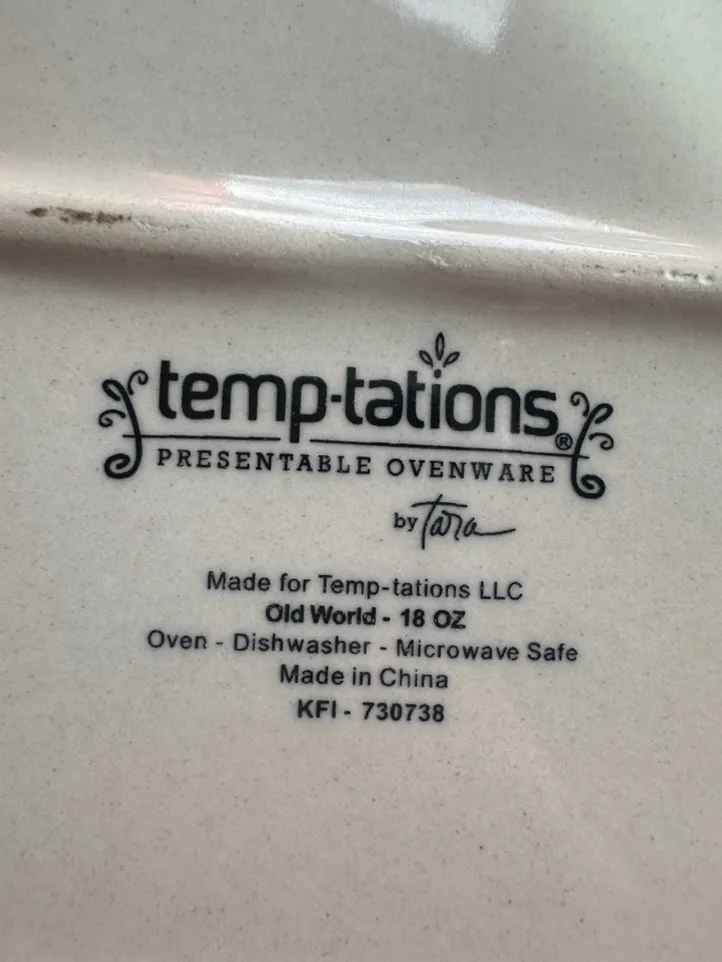 temp-tations®
PRESENTABLE OVENWARE
by Tara
Made for Temp-tations LLC
Old World - 18 OZ
Oven - Dishwasher - Microwave Safe
Made in China
KFI - 730738